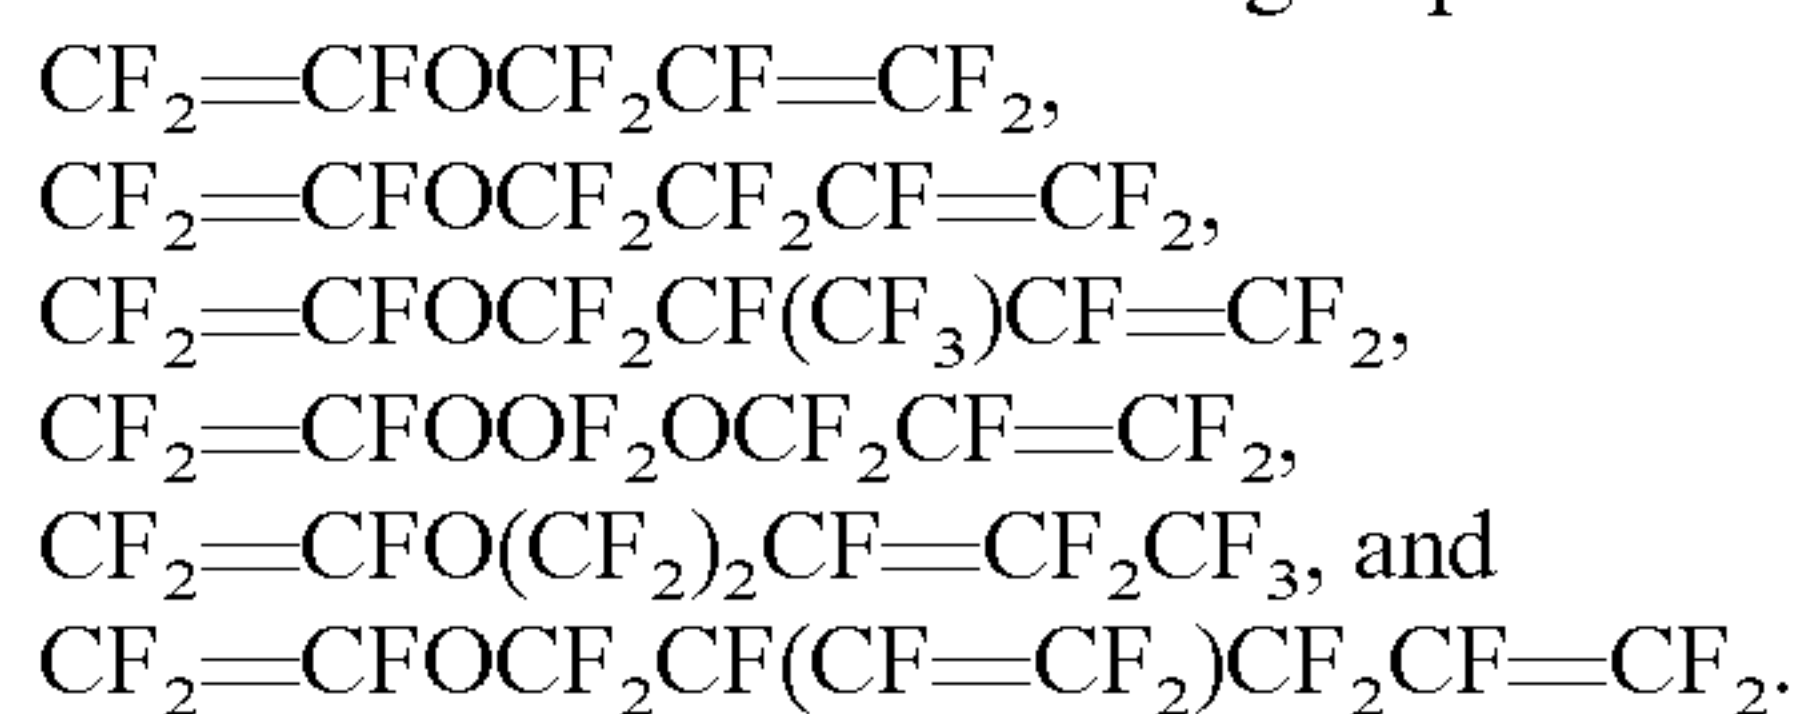 CF₂=CFOCF₂CF=CF₂,
CF₂=CFOCF₂CF₂CF=CF₂,
CF₂=CFOCF₂CF(CF₃)CF=CF₂,
CF₂=CFOOF₂OCF₂CF=CF₂,
CF₂=CFO(CF₂)₂CF=CF₂CF₃, and
CF₂=CFOCF₂CF(CF=CF₂)CF₂CF=CF₂.